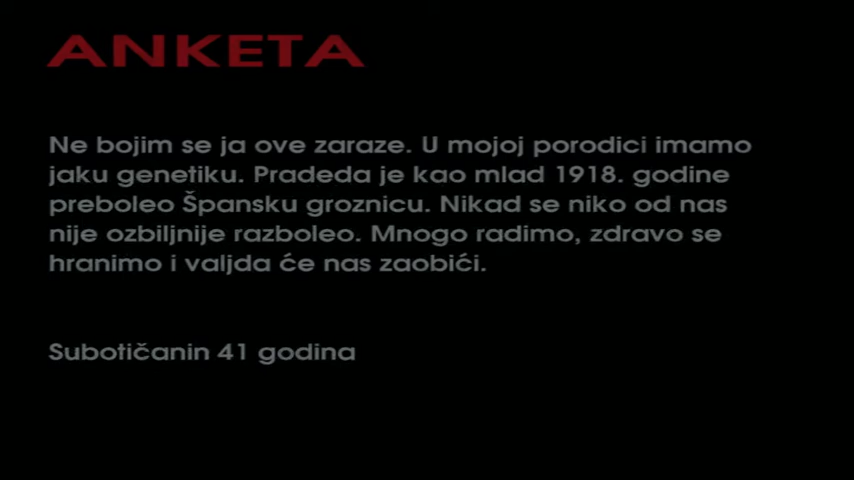 ANKETA
Ne bojim se ja ove zaraze. U mojoj porodici imamo
jaku genetiku. Pradeda je kao mlad 1918. godine
preboleo Špansku groznicu. Nikad se niko od nas
nije ozbiljnije razboleo. Mnogo radimo, zdravo se
hranimo i valjda će nas zaobići.
Subotičanin 41 godina